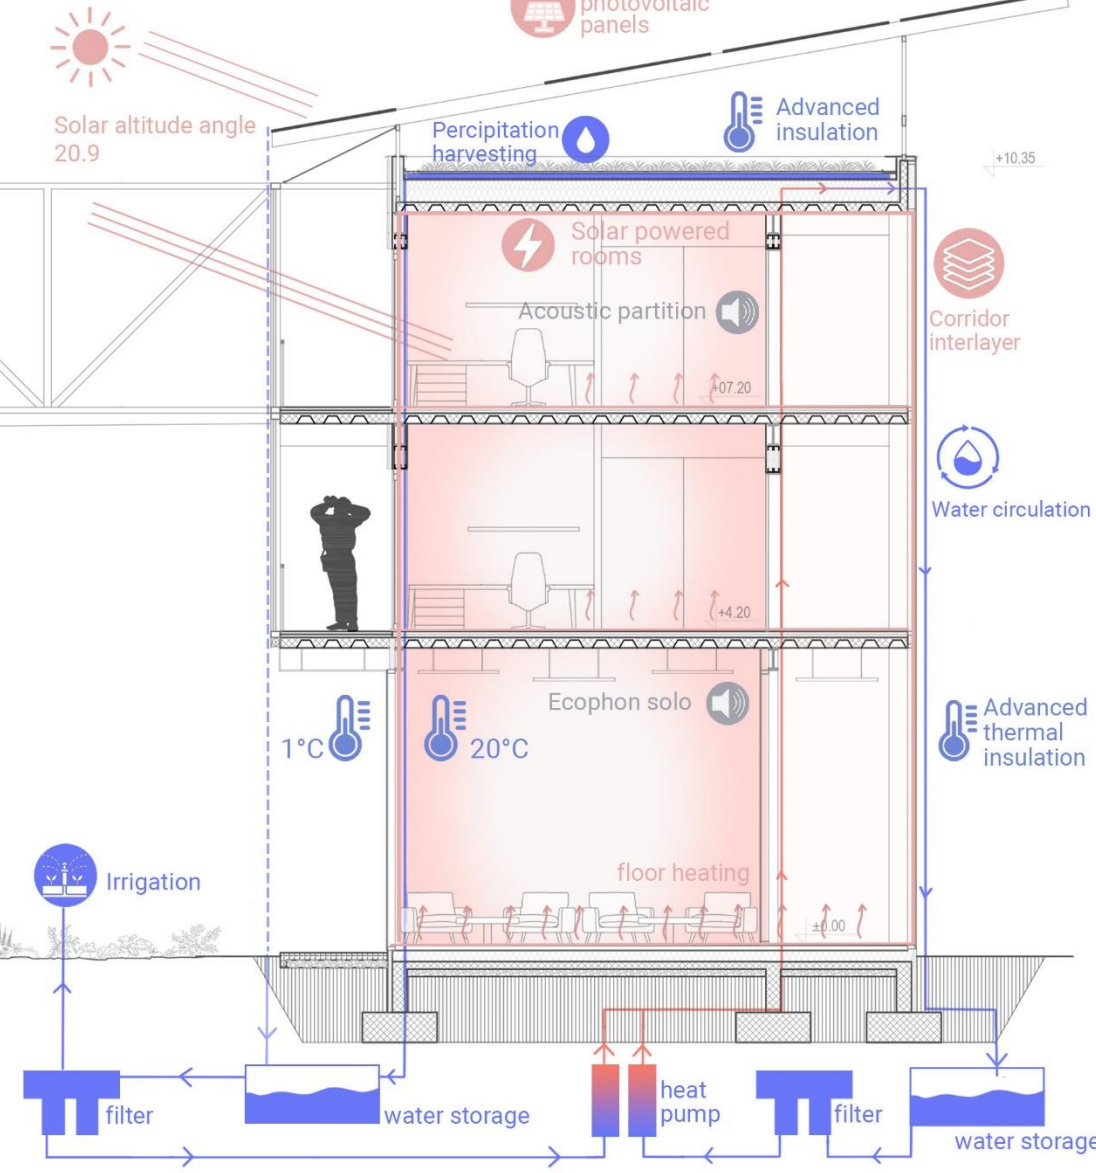 photovoltaic
panels
Solar altitude angle
20.9
Percipitation
harvesting
Advanced
insulation
+10.35
Solar powered
rooms
Acoustic partition
Corridor
interlayer
+07.20
Water circulation
+4.20
Ecophon solo
1°C
20°C
Advanced
thermal
insulation
Irrigation
floor heating
±0.00
filter
water storage
heat
pump
filter
water storage